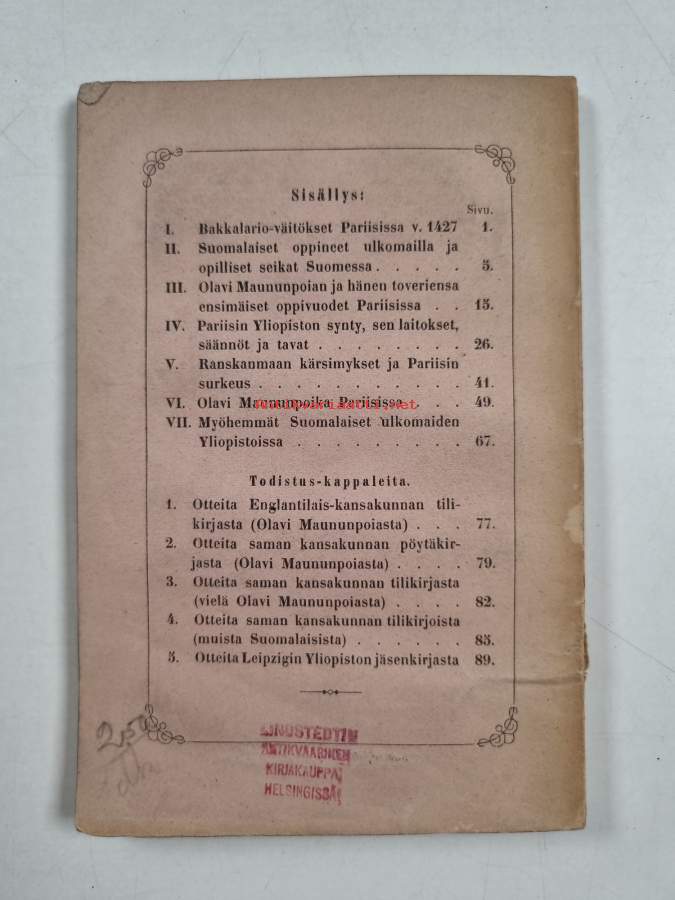 Sisällys:
Sivu.
I. Bakkalario-väitökset Pariisissa v. 1427 1.
II. Suomalaiset oppineet ulkomailla ja
opilliset seikat Suomessa . . . . . 5.
III. Olavi Maununpoian ja hänen toveriensa
ensimäiset oppivuodet Pariisissa . . 15.
IV. Pariisin Yliopiston synty, sen laitokset,
säännöt ja tavat . . . . . . . . 26.
V. Ranskanmaan kärsimykset ja Pariisin
surkeus . . . . . . . . . . . 41.
VI. Olavi Maununpoika Pariisissa . . . 49.
Antikvariaatti.net
VII. Myöhemmät Suomalaiset ulkomaiden
Yliopistoissa . . . . . . . . . 67.
Todistus-kappaleita.
1. Otteita Englantilais-kansakunnan tili-
kirjasta (Olavi Maununpoiasta) . . . 77.
2. Otteita saman kansakunnan pöytäkir-
jasta (Olavi Maununpoiasta) . . . . 79.
3. Otteita saman kansakunnan tilikirjasta
(vielä Olavi Maununpoiasta) . . . . 82.
4. Otteita saman kansakunnan tilikirjoista
(muista Suomalaisista) . . . . . . 85.
5. Otteita Leipzigin Yliopiston jäsenkirjasta 89.
2,50
ANTIKVAARINEN
KIRJAKAUPPA
HELSINGISSÄ